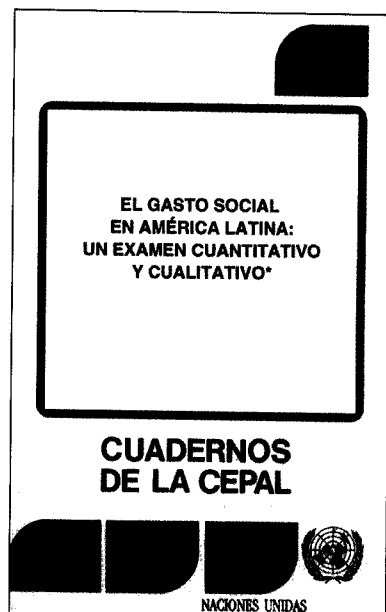 EL GASTO SOCIAL
EN AMÉRICA LATINA:
UN EXAMEN CUANTITATIVO
Y CUALITATIVO*
CUADERNOS
DE LA CEPAL
NACIONES UNIDAS